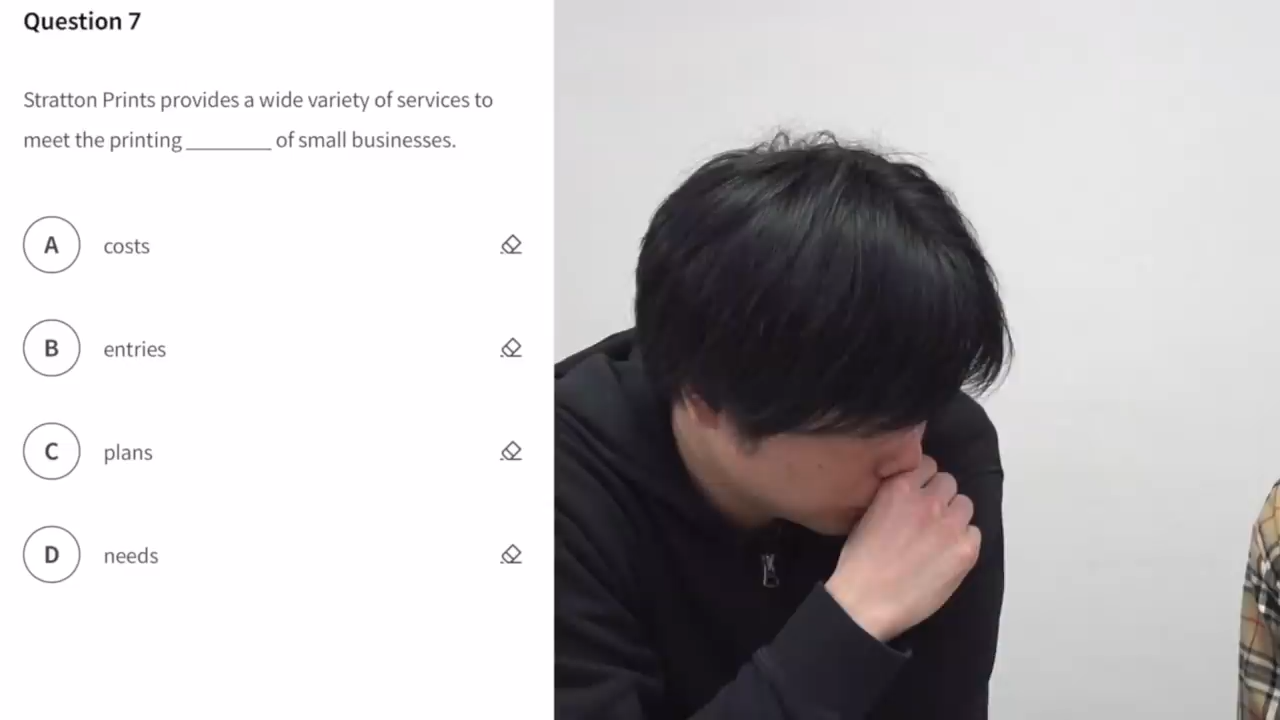 Question 7
Stratton Prints provides a wide variety of services to
meet the printing ________ of small businesses.
A costs
B entries
C plans
D needs